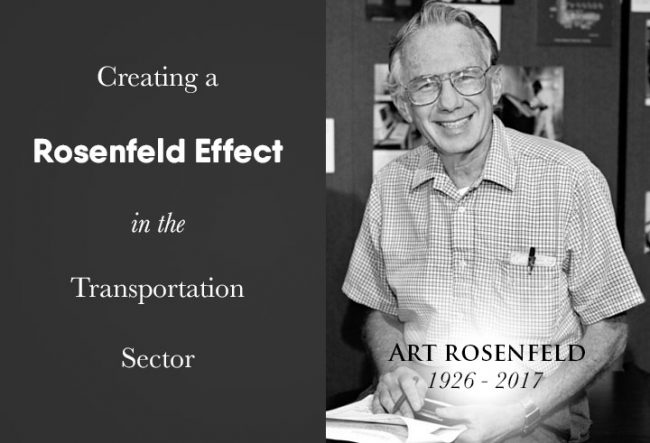 Creating a
Rosenfeld Effect
in the
Transportation
Sector
ART ROSENFELD
1926 - 2017